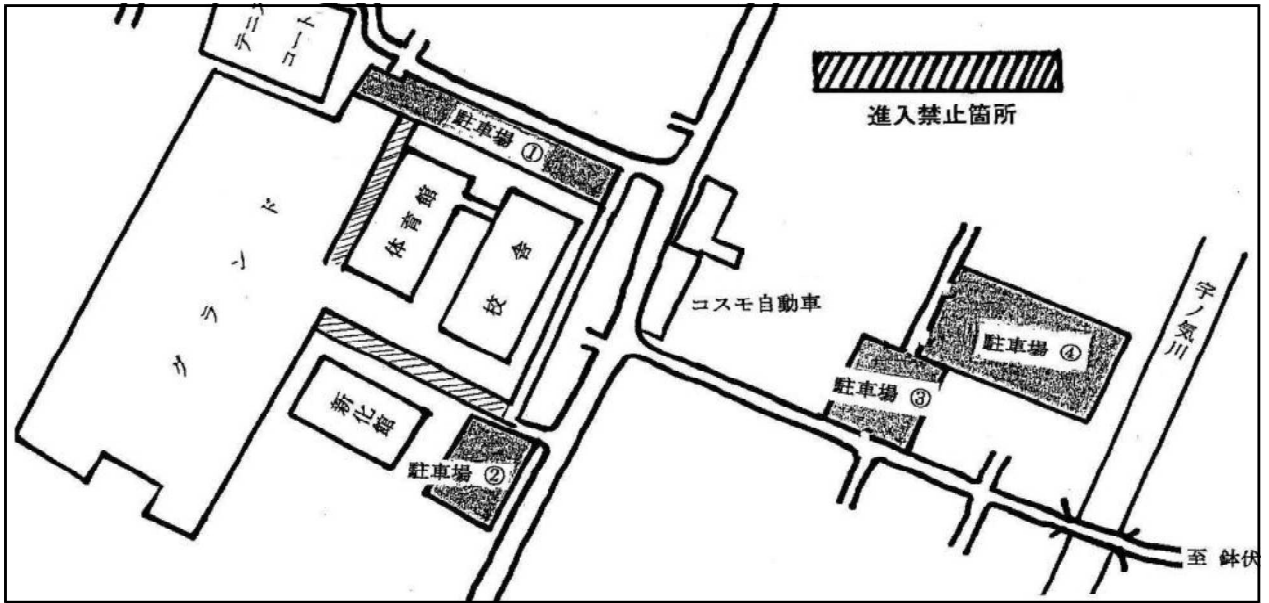 テニス
コート
進入禁止箇所
駐車場 ①
グランド
体育館
校舎
コスモ自動車
宇ノ気川
駐車場 ④
駐車場 ③
新化館
駐車場 ②
至 鉢伏